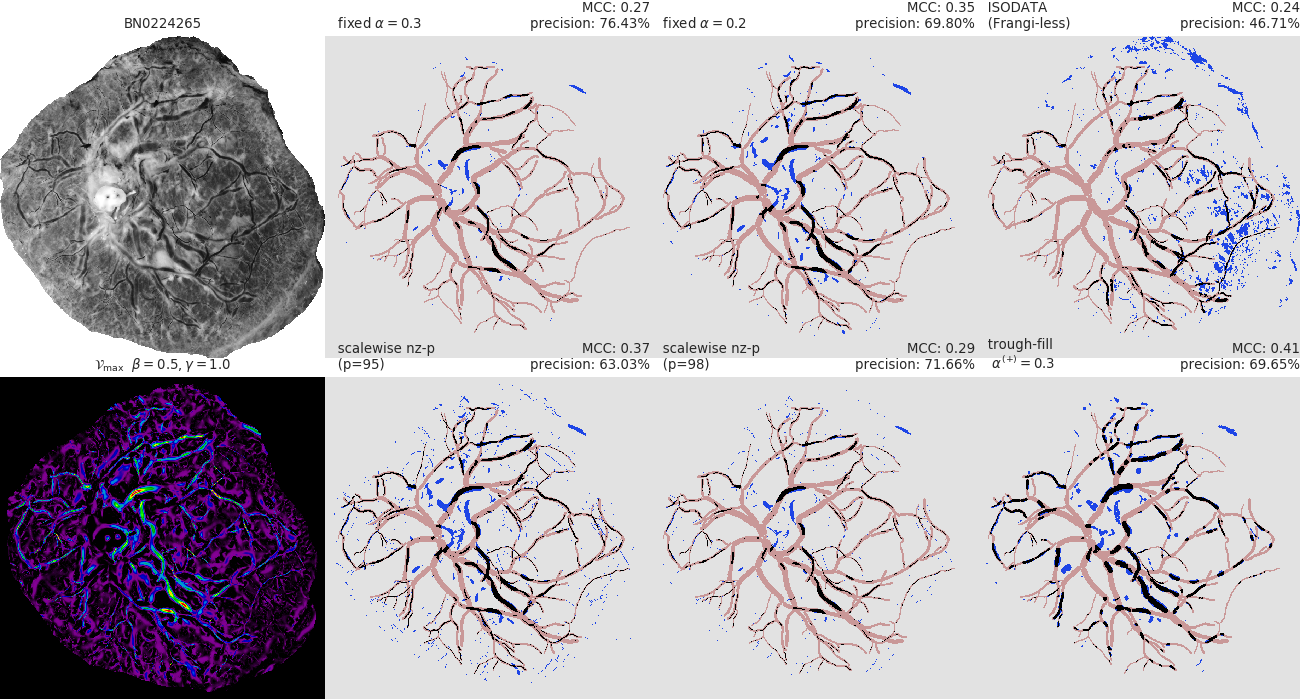 BN0224265
fixed α = 0.3
MCC: 0.27
precision: 76.43%
fixed α = 0.2
MCC: 0.35
precision: 69.80%
ISODATA
(Frangi-less)
MCC: 0.24
precision: 46.71%
𝒱max β = 0.5, γ = 1.0
scalewise nz-p
(p=95)
MCC: 0.37
precision: 63.03%
scalewise nz-p
(p=98)
MCC: 0.29
precision: 71.66%
trough-fill
α(+) = 0.3
MCC: 0.41
precision: 69.65%